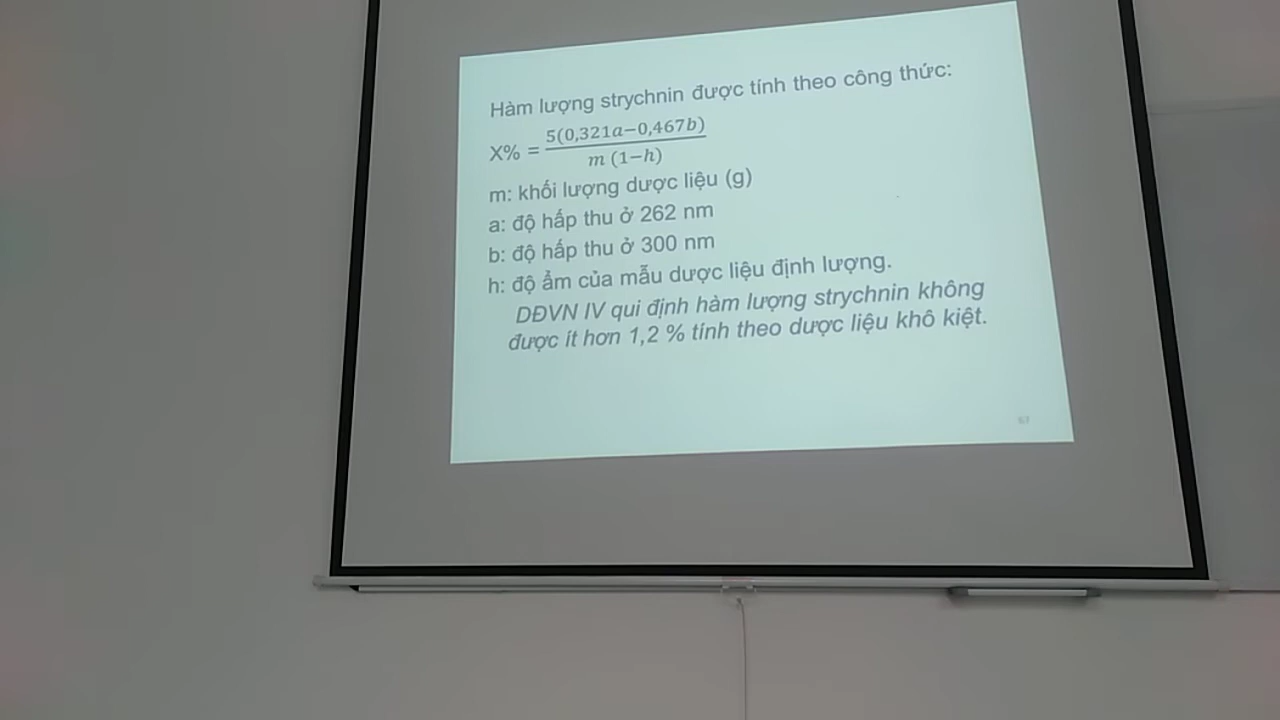 Hàm lượng strychnin được tính theo công thức:
X% = 5(0,321a−0,467b) / m (1−h)
m: khối lượng dược liệu (g)
a: độ hấp thu ở 262 nm
b: độ hấp thu ở 300 nm
h: độ ẩm của mẫu dược liệu định lượng.
DĐVN IV qui định hàm lượng strychnin không
được ít hơn 1,2 % tính theo dược liệu khô kiệt.